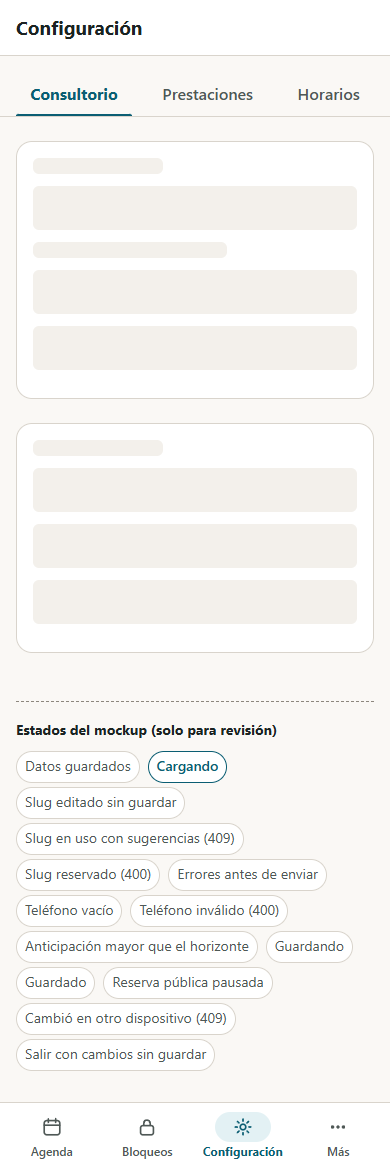 Configuración
Consultorio Prestaciones Horarios
Estados del mockup (solo para revisión)
Datos guardados Cargando
Slug editado sin guardar
Slug en uso con sugerencias (409)
Slug reservado (400) Errores antes de enviar
Teléfono vacío Teléfono inválido (400)
Anticipación mayor que el horizonte Guardando
Guardado Reserva pública pausada
Cambió en otro dispositivo (409)
Salir con cambios sin guardar
Agenda Bloqueos Configuración Más